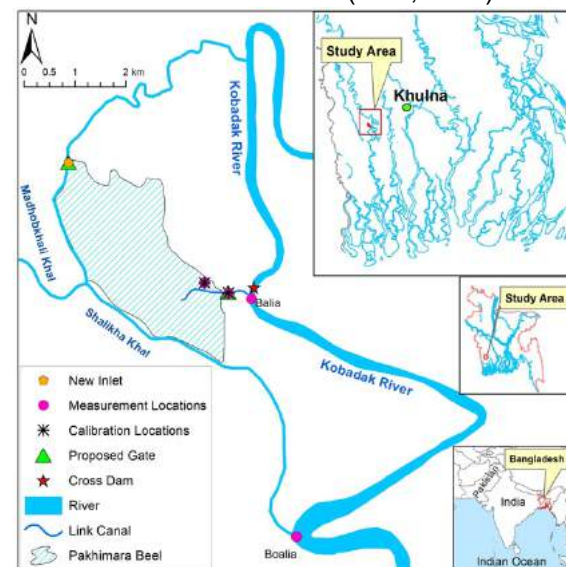 N
0 1 2 km
Kobadak River
Madhobkhali Khal
Shalikha Khal
Balia
Kobadak River
Boalia
New Inlet
Measurement Locations
Calibration Locations
Proposed Gate
Cross Dam
River
Link Canal
Pakhimara Beel
Study Area
Khulna
Study Area
Bangladesh
Pakistan
India
Indian Ocean